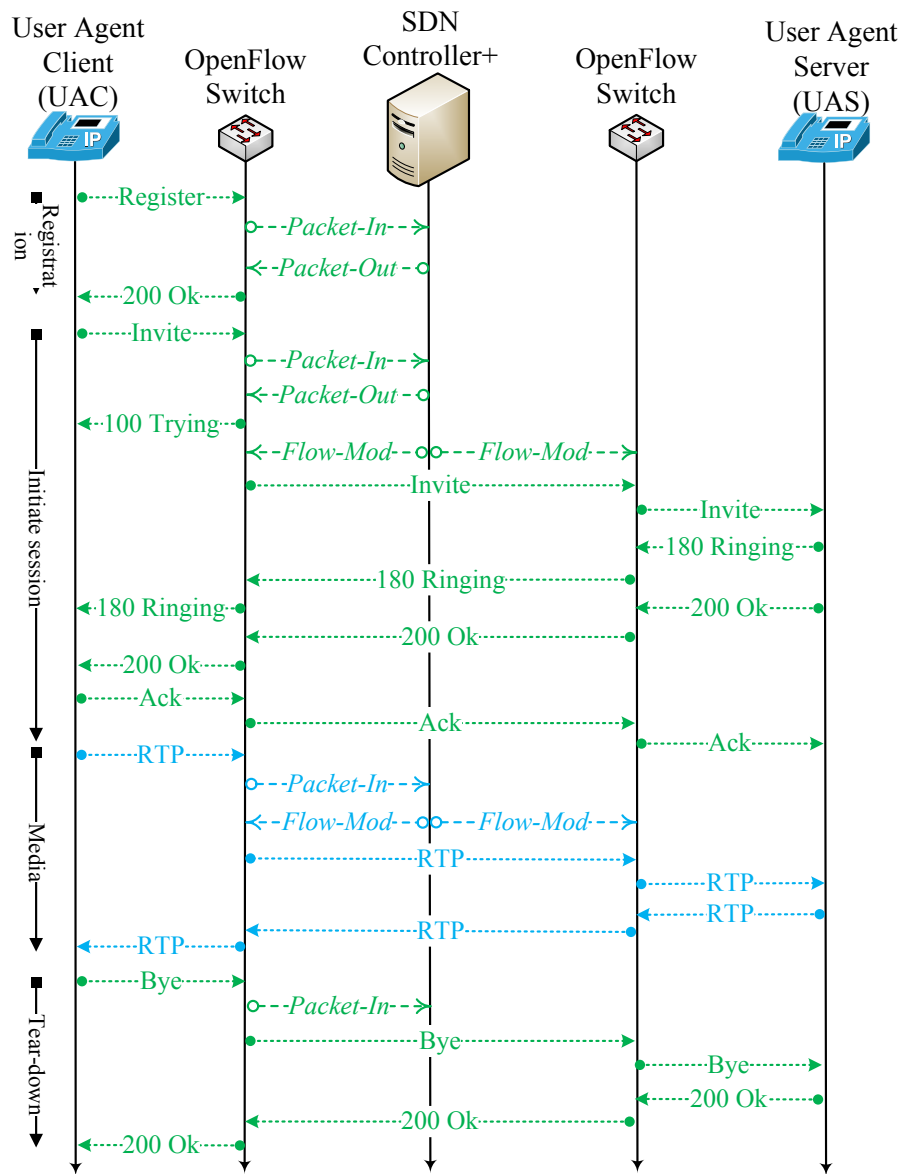 User Agent
Client
(UAC)
OpenFlow
Switch
SDN
Controller+
OpenFlow
Switch
User Agent
Server
(UAS)
IP
IP
Registrat
ion
Register
Packet-In
Packet-Out
200 Ok
Initiate session
Invite
Packet-In
Packet-Out
100 Trying
Flow-Mod
Flow-Mod
Invite
Invite
180 Ringing
180 Ringing
180 Ringing
200 Ok
200 Ok
200 Ok
Ack
Ack
Ack
Media
RTP
Packet-In
Flow-Mod
Flow-Mod
RTP
RTP
RTP
RTP
RTP
Tear-down
Bye
Packet-In
Bye
Bye
200 Ok
200 Ok
200 Ok